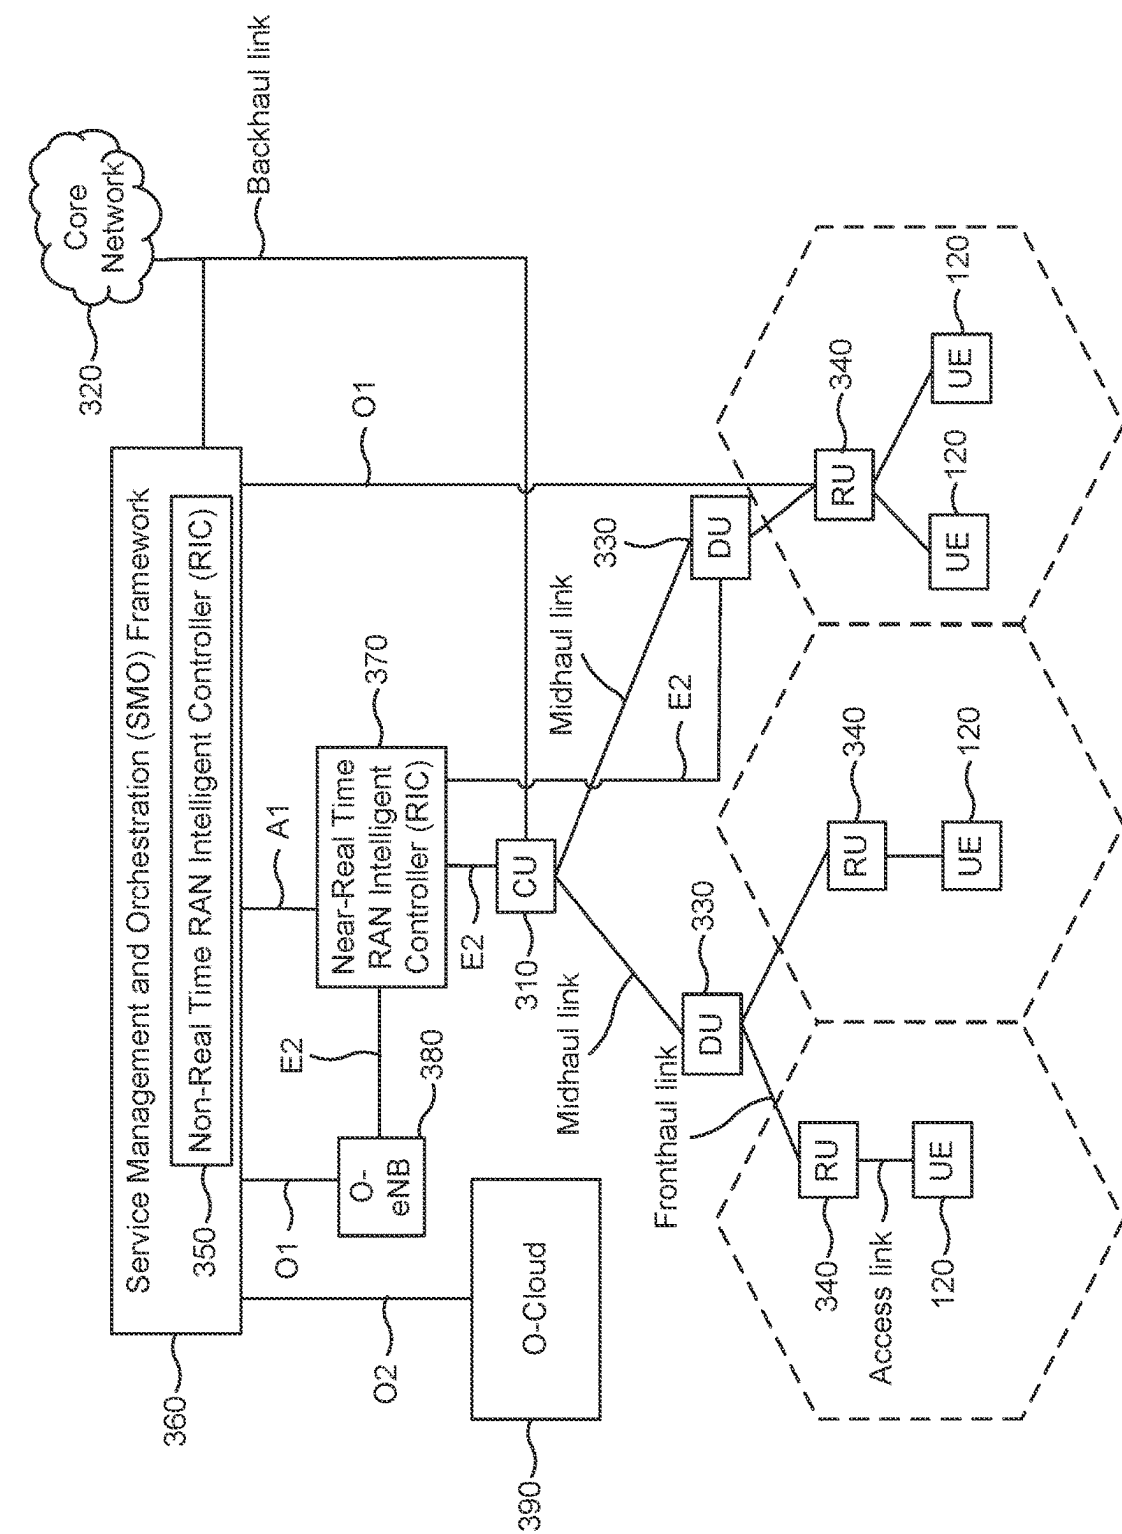 Core
Network
320
Backhaul link
Service Management and Orchestration (SMO) Framework
Non-Real Time RAN Intelligent Controller (RIC)
350
360
O1
A1
O1
O2
Near-Real Time
RAN Intelligent
Controller (RIC)
370
E2
O-
eNB
380
E2
CU
310
E2
O-Cloud
390
Midhaul link
Midhaul link
DU
330
DU
330
Fronthaul link
RU
340
RU
340
RU
340
Access link
UE
120
UE
120
UE
120
UE
120